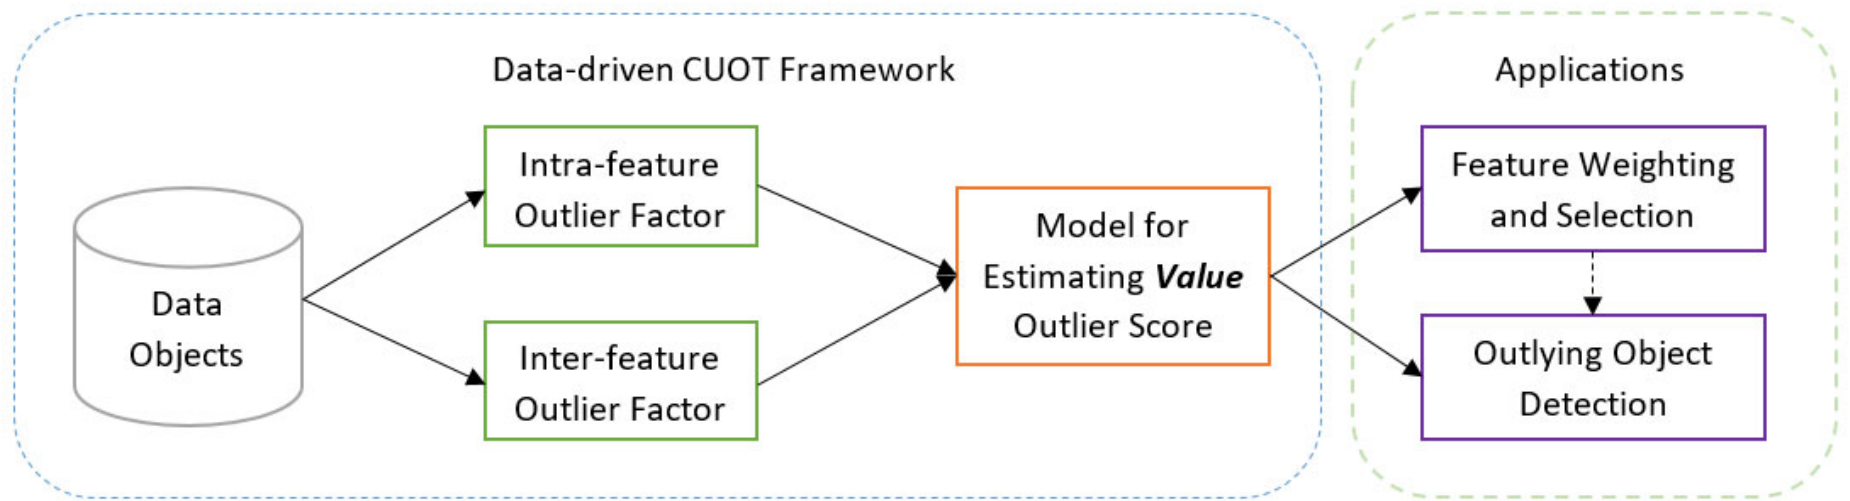 Data-driven CUOT Framework
Applications
Data
Objects
Intra-feature
Outlier Factor
Inter-feature
Outlier Factor
Model for
Estimating Value
Outlier Score
Feature Weighting
and Selection
Outlying Object
Detection